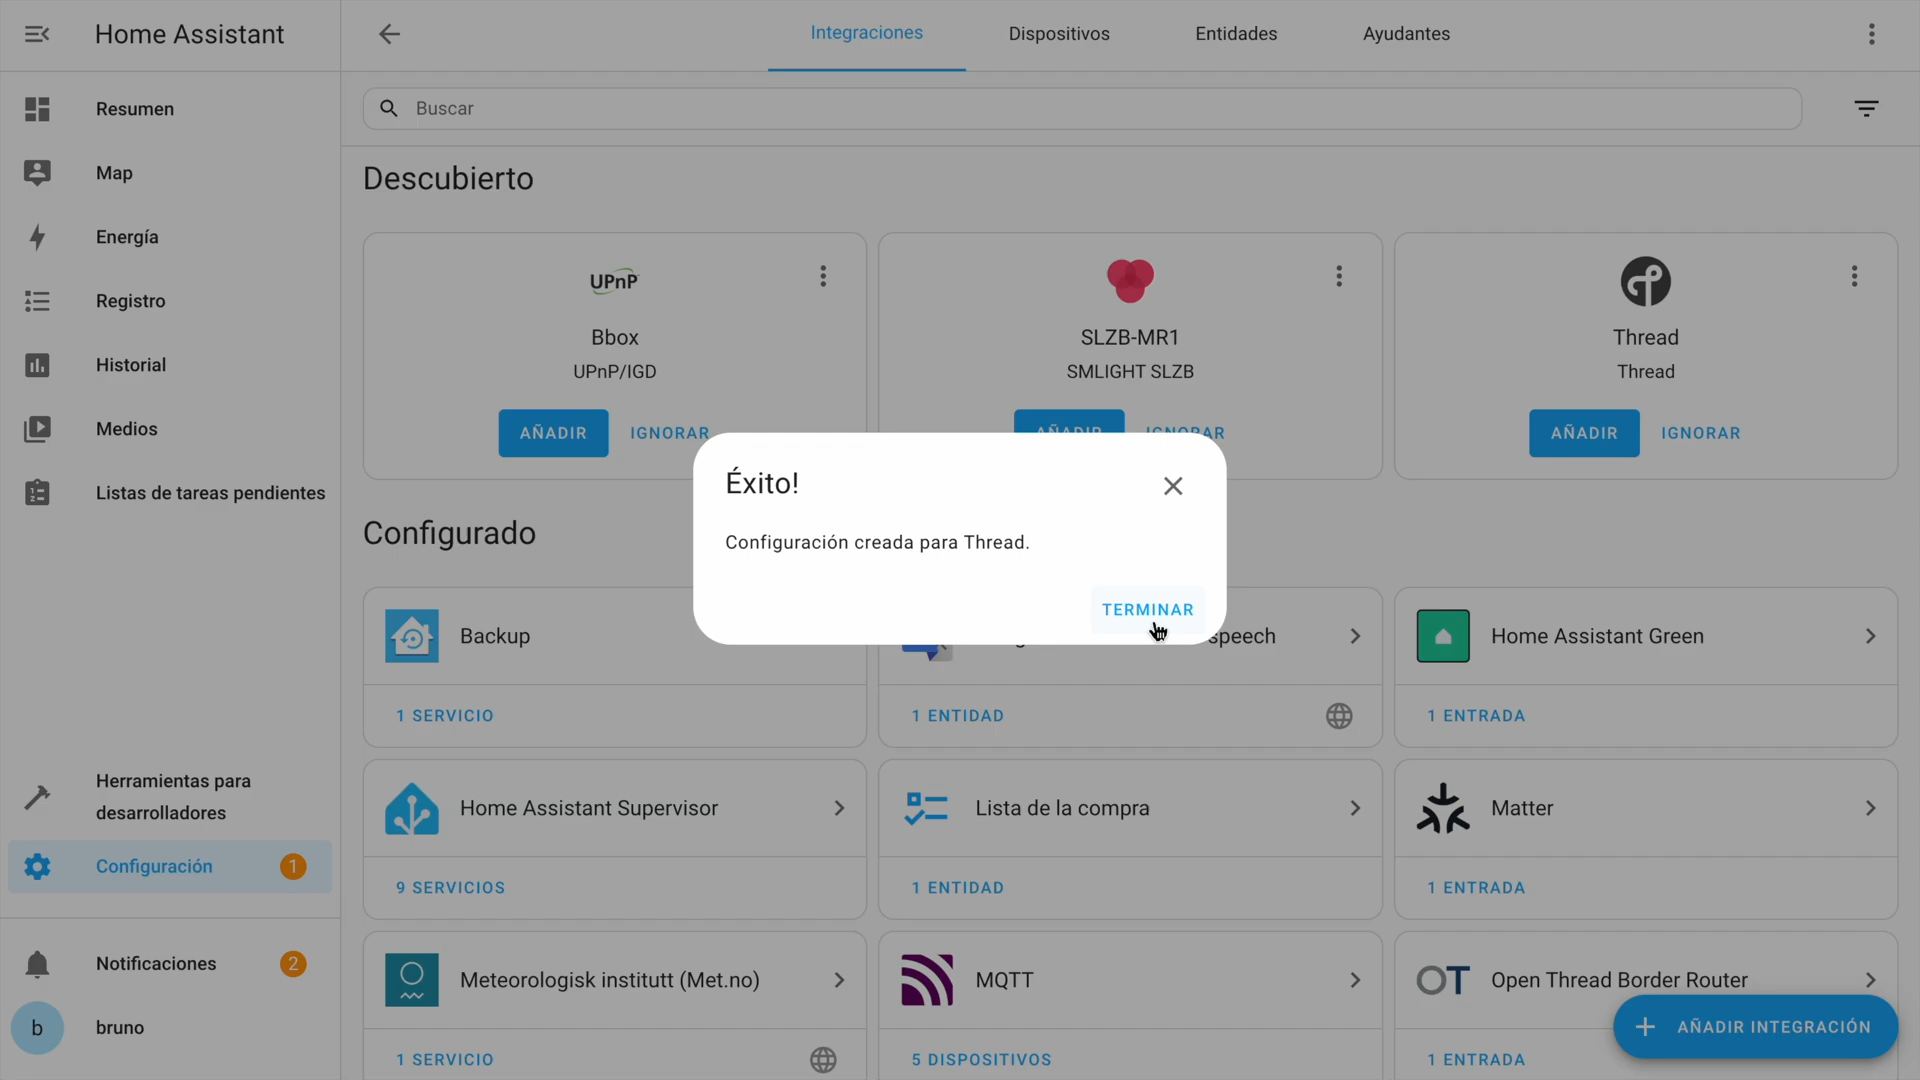 Home Assistant
Integraciones
Dispositivos
Entidades
Ayudantes
Buscar
Resumen
Map
Energía
Registro
Historial
Medios
Listas de tareas pendientes
Herramientas para
desarrolladores
Configuración
1
Notificaciones
2
b
bruno
Descubierto
UPnP
Bbox
UPnP/IGD
AÑADIR
IGNORAR
SLZB-MR1
SMLIGHT SLZB
AÑADIR
IGNORAR
Thread
Thread
AÑADIR
IGNORAR
Éxito!
Configuración creada para Thread.
TERMINAR
Configurado
Backup
1 SERVICIO
speech
1 ENTIDAD
Home Assistant Green
1 ENTRADA
Home Assistant Supervisor
9 SERVICIOS
Lista de la compra
1 ENTIDAD
Matter
1 ENTRADA
Meteorologisk institutt (Met.no)
1 SERVICIO
MQTT
5 DISPOSITIVOS
OT
Open Thread Border Router
1 ENTRADA
AÑADIR INTEGRACIÓN